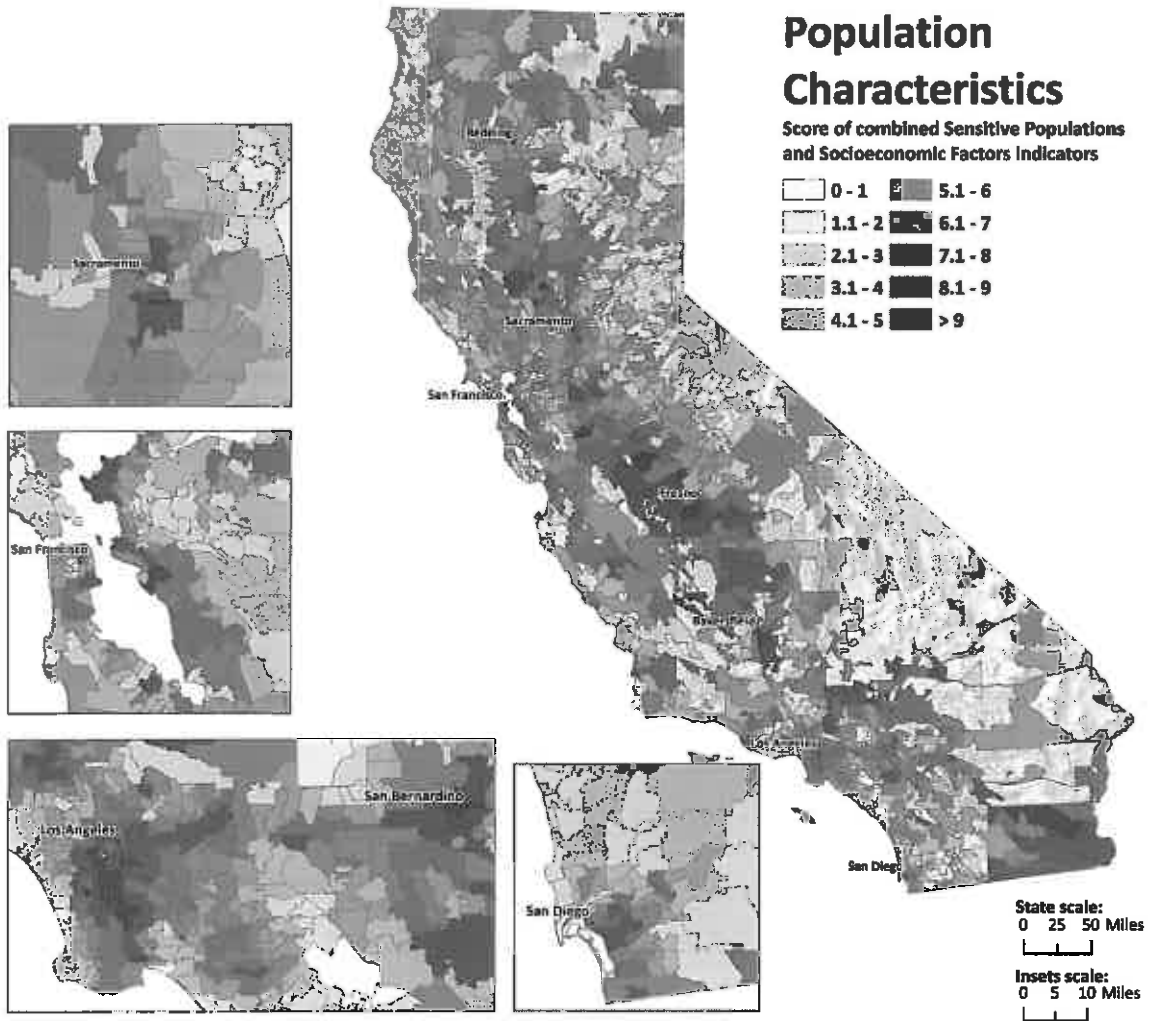 Population
Characteristics
Score of combined Sensitive Populations
and Socioeconomic Factors Indicators
0 - 1
5.1 - 6
1.1 - 2
6.1 - 7
2.1 - 3
7.1 - 8
3.1 - 4
8.1 - 9
4.1 - 5
> 9
Redding
Sacramento
San Francisco
Fresno
Bakersfield
Los Angeles
San Diego
Sacramento
San Francisco
Los Angeles
San Bernardino
San Diego
State scale:
0 25 50 Miles
Insets scale:
0 5 10 Miles